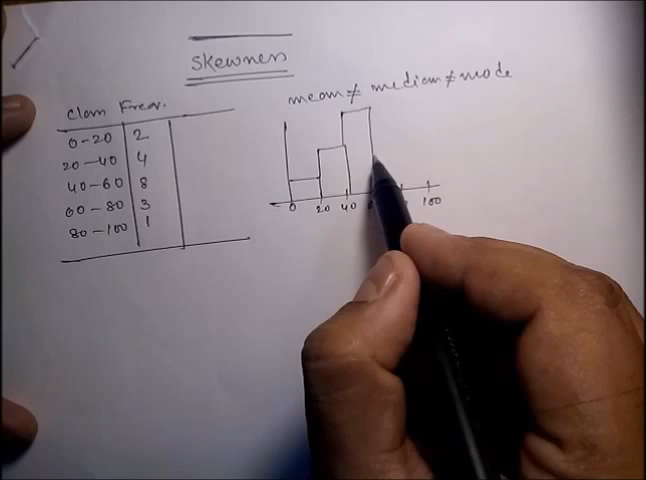 Skewness
mean ≠ median ≠ mode
Class Freq.
0-20 2
20-40 4
40-60 8
60-80 3
80-100 1
0 20 40 6 100